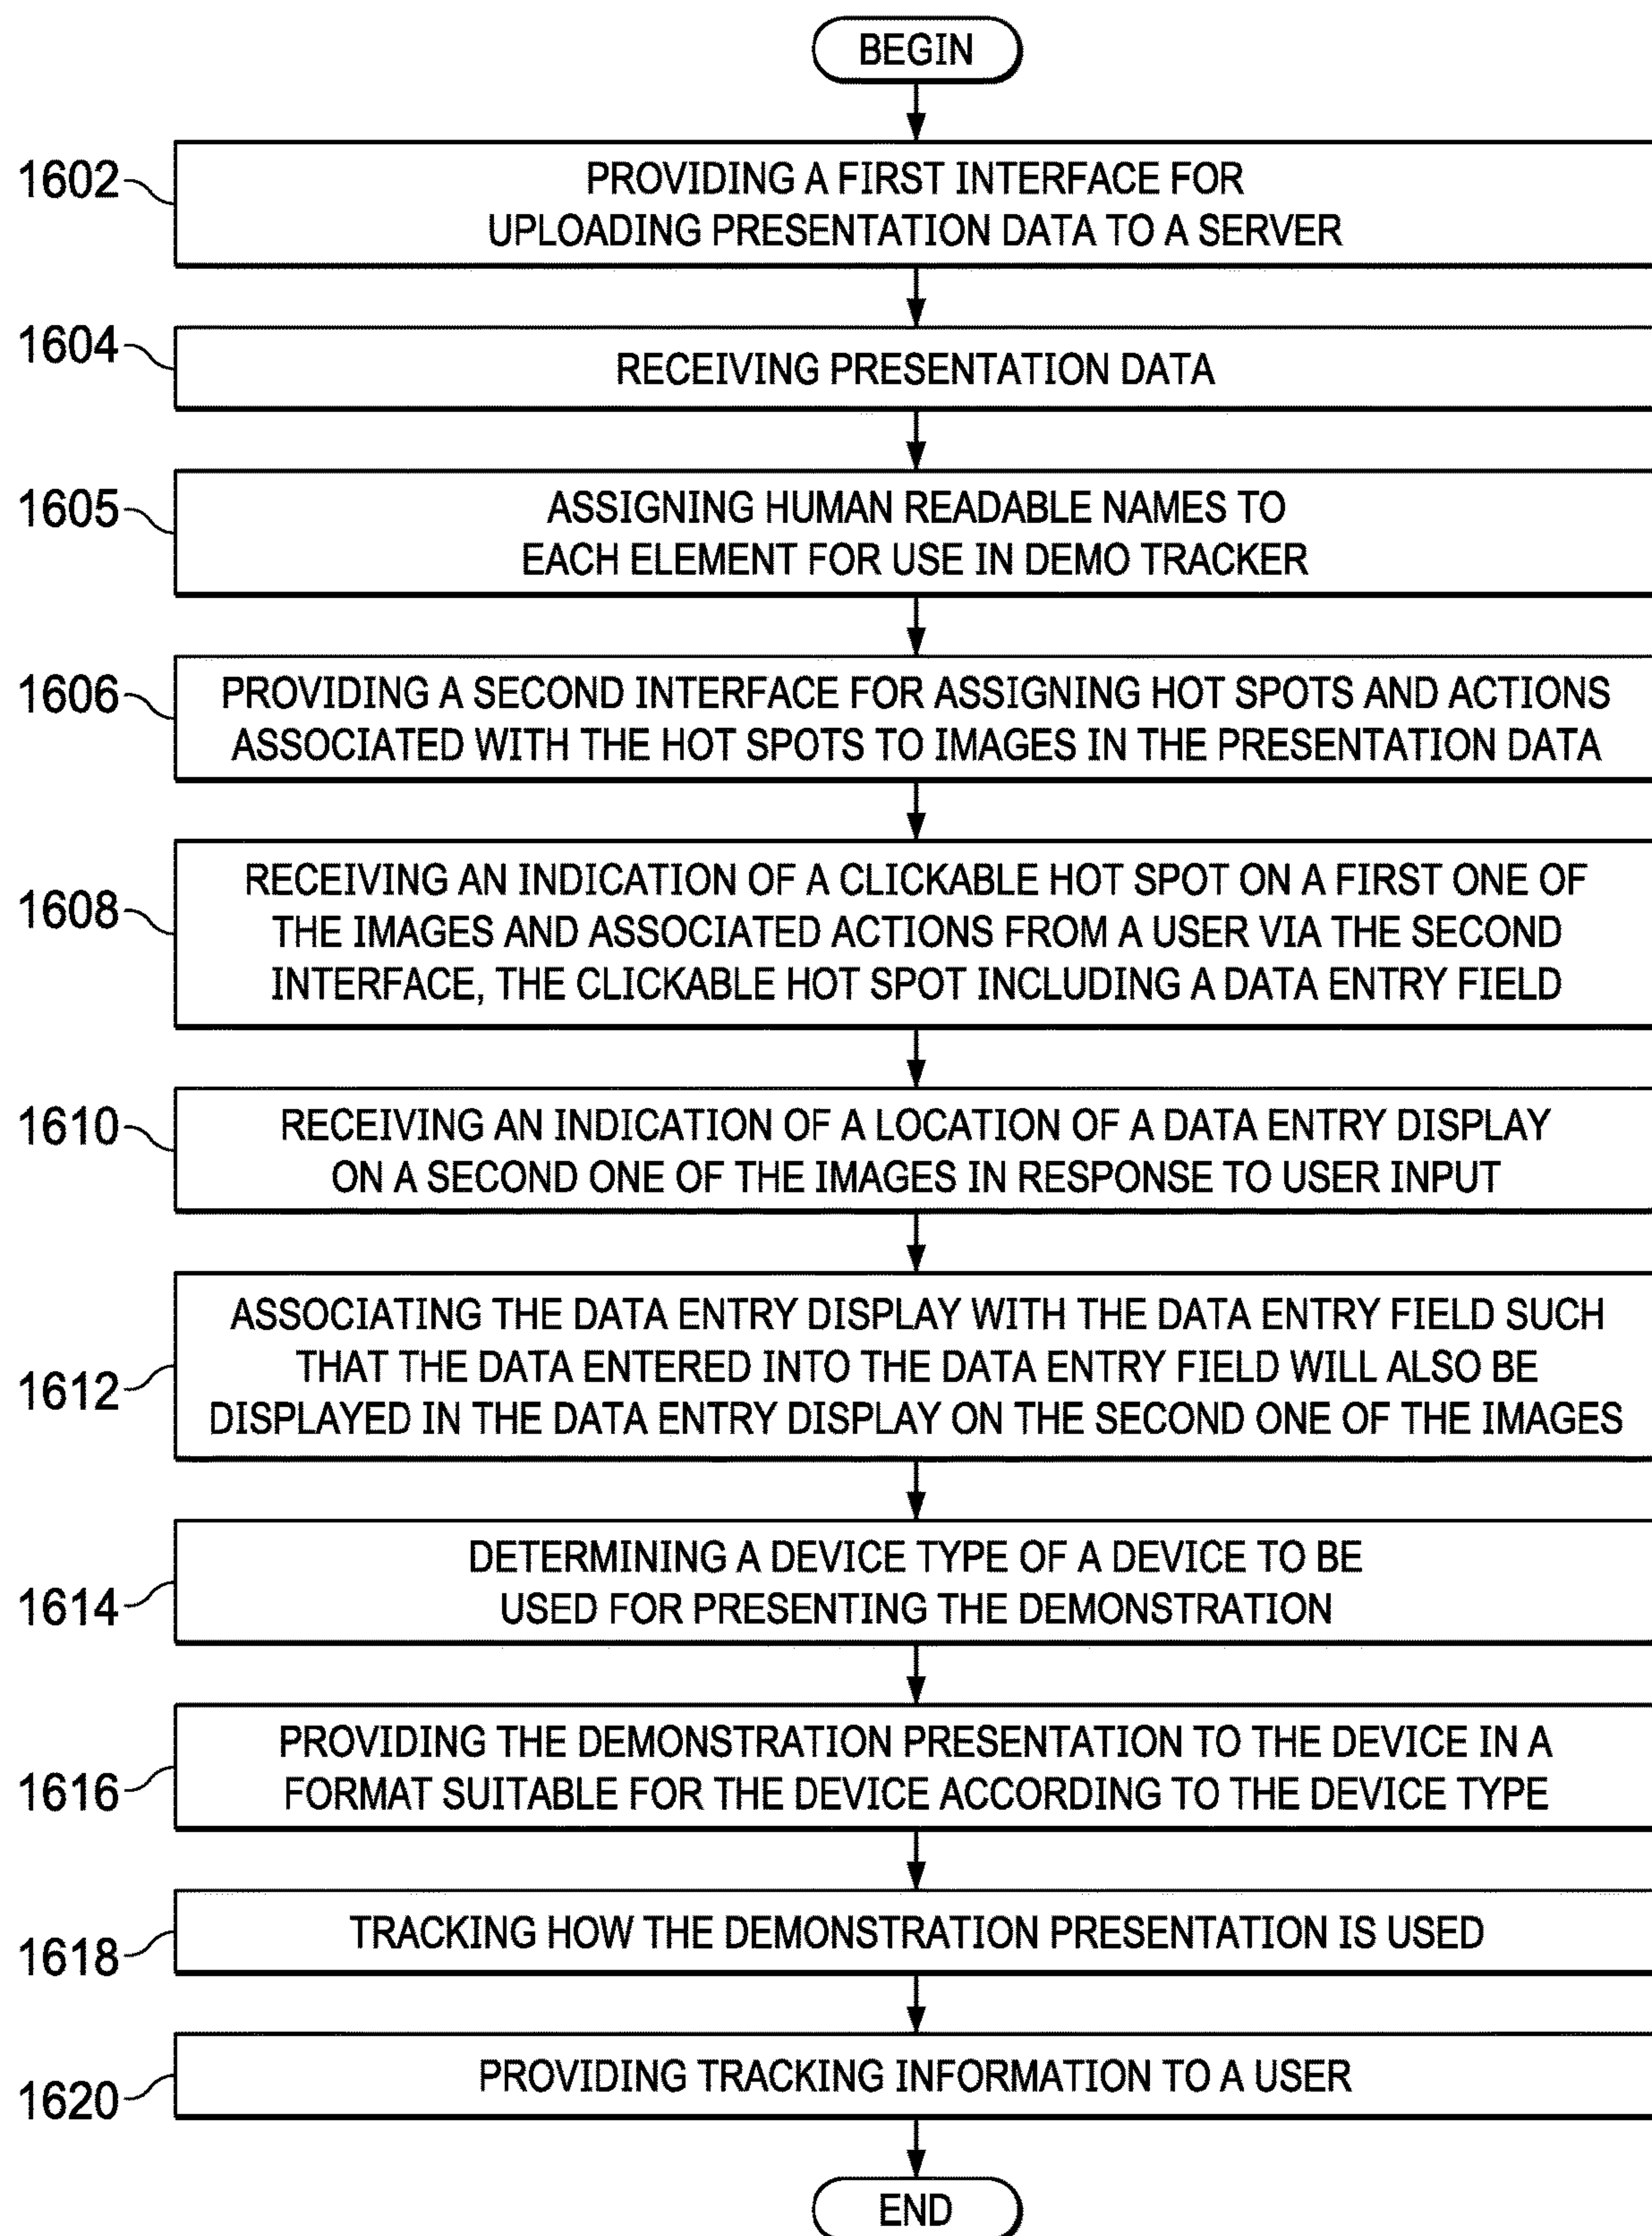 BEGIN
1602
PROVIDING A FIRST INTERFACE FOR
UPLOADING PRESENTATION DATA TO A SERVER
1604
RECEIVING PRESENTATION DATA
1605
ASSIGNING HUMAN READABLE NAMES TO
EACH ELEMENT FOR USE IN DEMO TRACKER
1606
PROVIDING A SECOND INTERFACE FOR ASSIGNING HOT SPOTS AND ACTIONS
ASSOCIATED WITH THE HOT SPOTS TO IMAGES IN THE PRESENTATION DATA
1608
RECEIVING AN INDICATION OF A CLICKABLE HOT SPOT ON A FIRST ONE OF
THE IMAGES AND ASSOCIATED ACTIONS FROM A USER VIA THE SECOND
INTERFACE, THE CLICKABLE HOT SPOT INCLUDING A DATA ENTRY FIELD
1610
RECEIVING AN INDICATION OF A LOCATION OF A DATA ENTRY DISPLAY
ON A SECOND ONE OF THE IMAGES IN RESPONSE TO USER INPUT
1612
ASSOCIATING THE DATA ENTRY DISPLAY WITH THE DATA ENTRY FIELD SUCH
THAT THE DATA ENTERED INTO THE DATA ENTRY FIELD WILL ALSO BE
DISPLAYED IN THE DATA ENTRY DISPLAY ON THE SECOND ONE OF THE IMAGES
1614
DETERMINING A DEVICE TYPE OF A DEVICE TO BE
USED FOR PRESENTING THE DEMONSTRATION
1616
PROVIDING THE DEMONSTRATION PRESENTATION TO THE DEVICE IN A
FORMAT SUITABLE FOR THE DEVICE ACCORDING TO THE DEVICE TYPE
1618
TRACKING HOW THE DEMONSTRATION PRESENTATION IS USED
1620
PROVIDING TRACKING INFORMATION TO A USER
END